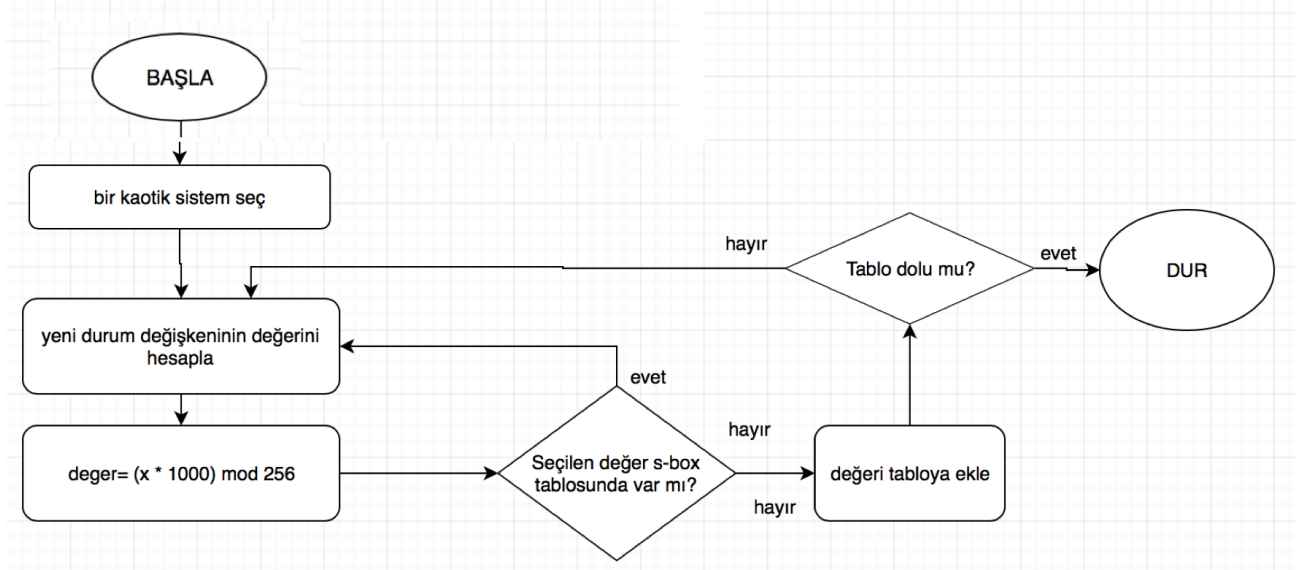 BAŞLA
bir kaotik sistem seç
yeni durum değişkeninin değerini
hesapla
deger= (x * 1000) mod 256
Seçilen değer s-box
tablosunda var mı?
evet
hayır
hayır
değeri tabloya ekle
Tablo dolu mu?
hayır
evet
DUR